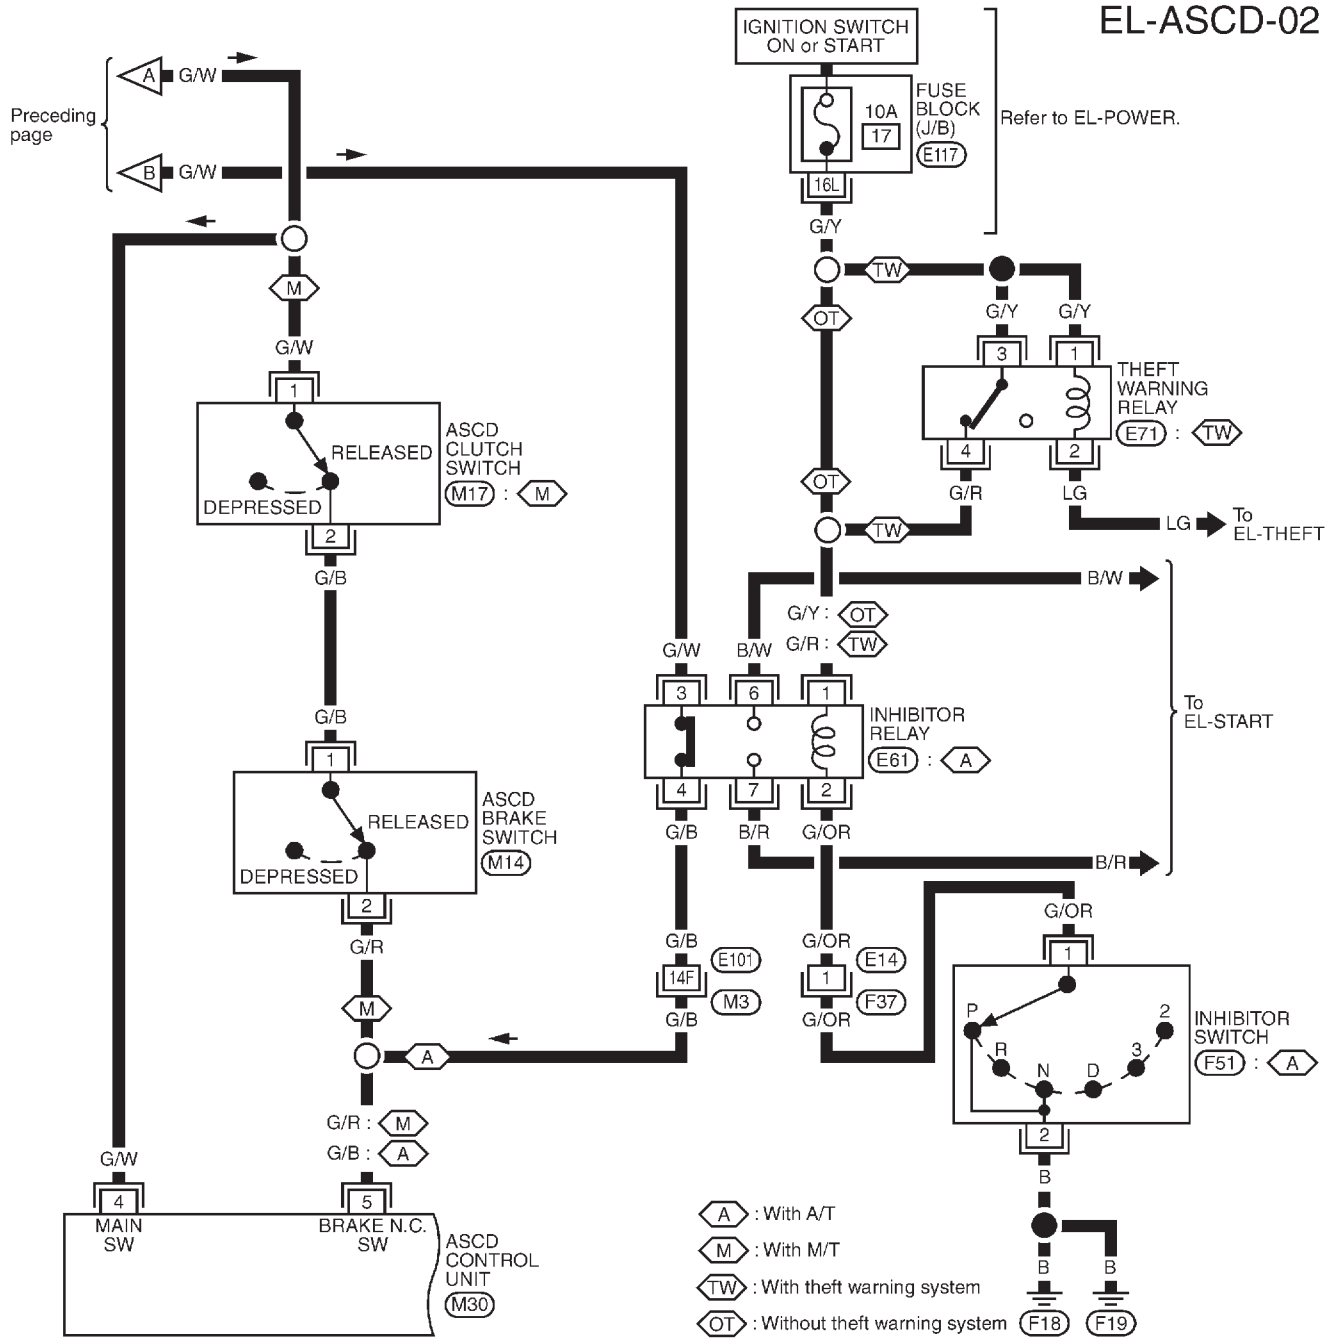 EL-ASCD-02
IGNITION SWITCH
ON or START
FUSE
BLOCK
(J/B)
E117
10A
17
16L
Refer to EL-POWER.
Preceding
page
A
G/W
B
G/W
G/Y
TW
OT
G/Y
G/Y
3
1
THEFT
WARNING
RELAY
E71 : TW
4
2
G/R
LG
LG
To
EL-THEFT
OT
TW
M
G/W
1
RELEASED
DEPRESSED
ASCD
CLUTCH
SWITCH
M17 : M
2
G/B
G/B
1
RELEASED
DEPRESSED
ASCD
BRAKE
SWITCH
M14
2
G/R
M
A
G/R : M
G/B : A
B/W
G/Y : OT
G/R : TW
G/W
B/W
3
6
1
INHIBITOR
RELAY
E61 : A
To
EL-START
4
7
2
G/B
B/R
G/OR
B/R
G/B
G/OR
14F
E101
M3
1
E14
F37
G/B
G/OR
G/OR
1
P
R
N
D
3
2
INHIBITOR
SWITCH
F51 : A
2
B
B
B
F18
F19
G/W
4
5
MAIN
SW
BRAKE N.C.
SW
ASCD
CONTROL
UNIT
M30
A : With A/T
M : With M/T
TW : With theft warning system
OT : Without theft warning system